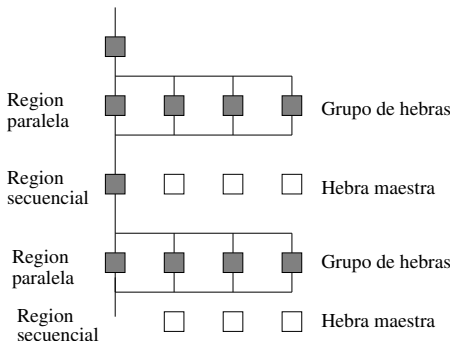 Region
paralela
Grupo de hebras
Region
secuencial
Hebra maestra
Region
paralela
Grupo de hebras
Region
secuencial
Hebra maestra